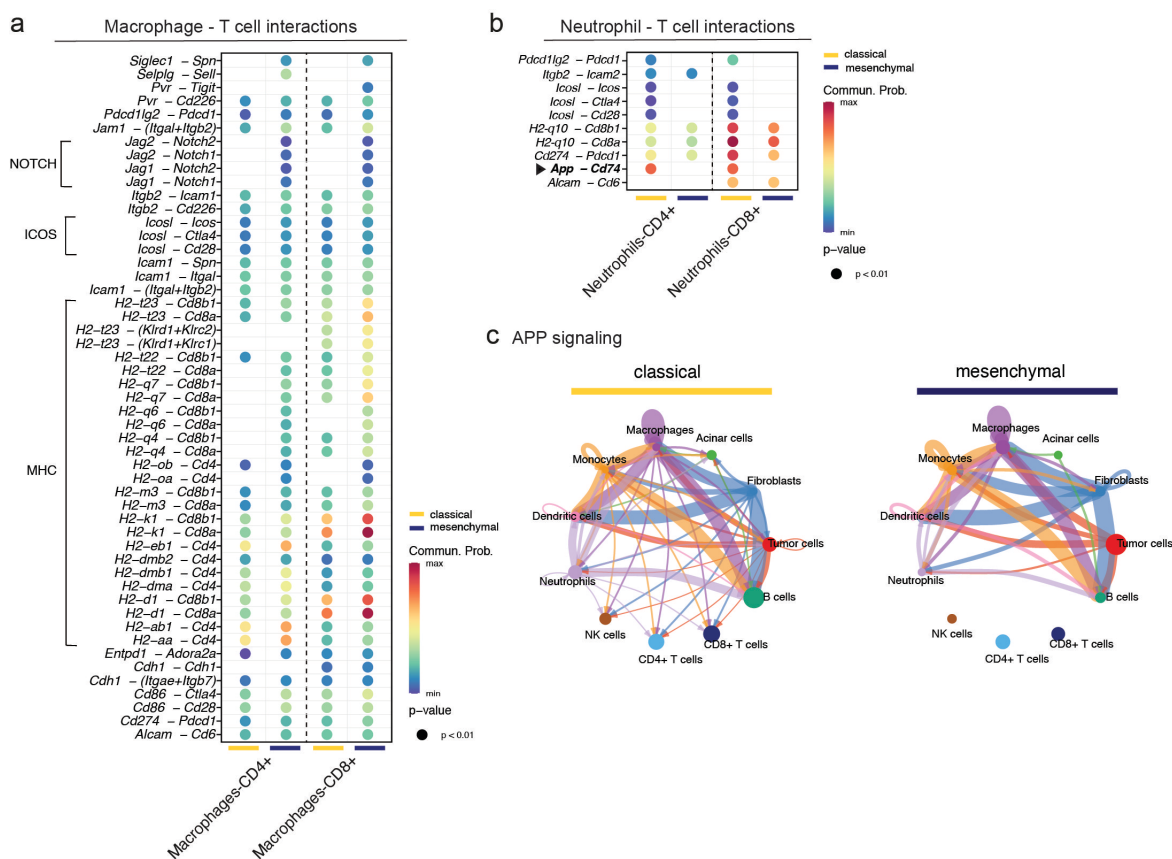 a
Macrophage - T cell interactions
Siglec1 – Spn
Selplg – Sell
Pvr – Tigit
Pvr – Cd226
Pdcd1lg2 – Pdcd1
Jam1 – (Itgal+Itgb2)
NOTCH
Jag2 – Notch2
Jag2 – Notch1
Jag1 – Notch2
Jag1 – Notch1
Itgb2 – Icam1
Itgb2 – Cd226
ICOS
Icosl – Icos
Icosl – Ctla4
Icosl – Cd28
Icam1 – Spn
Icam1 – Itgal
Icam1 – (Itgal+Itgb2)
MHC
H2−t23 – Cd8b1
H2−t23 – Cd8a
H2−t23 – (Klrd1+Klrc2)
H2−t23 – (Klrd1+Klrc1)
H2−t22 – Cd8b1
H2−t22 – Cd8a
H2−q7 – Cd8b1
H2−q7 – Cd8a
H2−q6 – Cd8b1
H2−q6 – Cd8a
H2−q4 – Cd8b1
H2−q4 – Cd8a
H2−ob – Cd4
H2−oa – Cd4
H2−m3 – Cd8b1
H2−m3 – Cd8a
H2−k1 – Cd8b1
H2−k1 – Cd8a
H2−eb1 – Cd4
H2−dmb2 – Cd4
H2−dmb1 – Cd4
H2−dma – Cd4
H2−d1 – Cd8b1
H2−d1 – Cd8a
H2−ab1 – Cd4
H2−aa – Cd4
Entpd1 – Adora2a
Cdh1 – Cdh1
Cdh1 – (Itgae+Itgb7)
Cd86 – Ctla4
Cd86 – Cd28
Cd274 – Pdcd1
Alcam – Cd6
Macrophages-CD4+
Macrophages-CD8+
classical
mesenchymal
Commun. Prob.
max
min
p−value
p < 0.01
b
Neutrophil - T cell interactions
Pdcd1lg2 – Pdcd1
Itgb2 – Icam2
Icosl – Icos
Icosl – Ctla4
Icosl – Cd28
H2−q10 – Cd8b1
H2−q10 – Cd8a
Cd274 – Pdcd1
App – Cd74
Alcam – Cd6
Neutrophils-CD4+
Neutrophils-CD8+
classical
mesenchymal
Commun. Prob.
max
min
p−value
p < 0.01
c
APP signaling
classical
Macrophages
Acinar cells
Monocytes
Fibroblasts
Dendritic cells
Tumor cells
Neutrophils
B cells
NK cells
CD8+ T cells
CD4+ T cells
mesenchymal
Macrophages
Acinar cells
Monocytes
Fibroblasts
Dendritic cells
Tumor cells
Neutrophils
B cells
NK cells
CD8+ T cells
CD4+ T cells